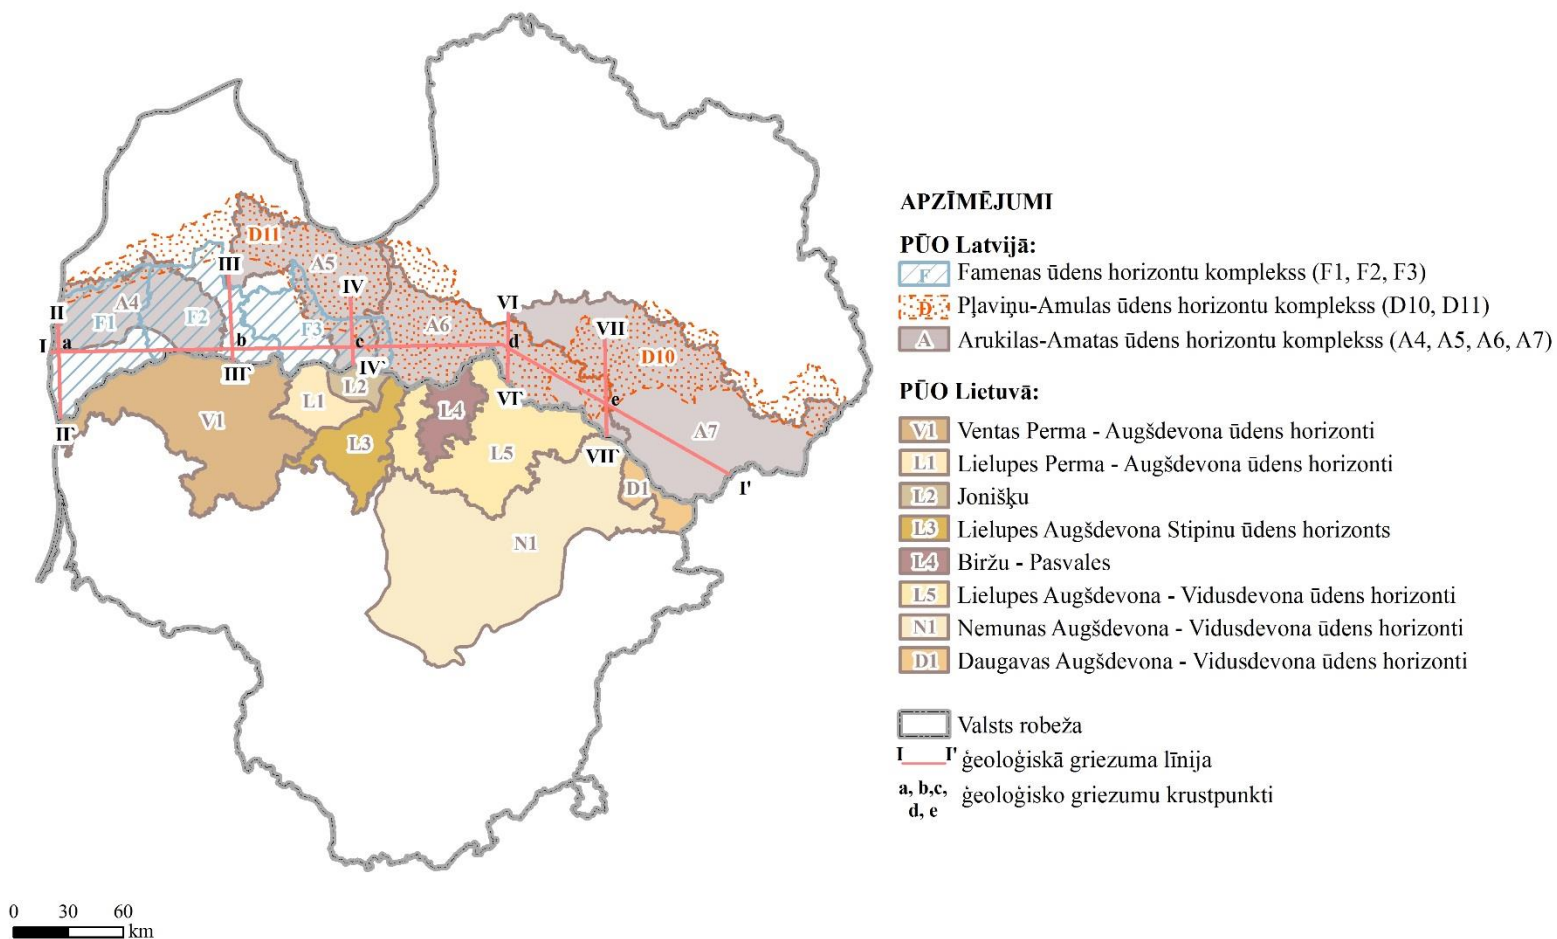 D11
III
A5
IV
II
A4
F1
F2
F3
A6
VI
VII
I
a
b
c
d
D10
III'
IV'
L2
L1
VI'
e
V1
L4
L3
A7
II'
L5
VII'
D1
I'
N1
0 30 60
km
APZĪMĒJUMI
PŪO Latvijā:
F Famenas ūdens horizontu komplekss (F1, F2, F3)
D Pļaviņu-Amulas ūdens horizontu komplekss (D10, D11)
A Arukilas-Amatas ūdens horizontu komplekss (A4, A5, A6, A7)
PŪO Lietuvā:
V1 Ventas Perma - Augšdevona ūdens horizonti
L1 Lielupes Perma - Augšdevona ūdens horizonti
L2 Jonišķu
L3 Lielupes Augšdevona Stipinu ūdens horizonts
L4 Biržu - Pasvales
L5 Lielupes Augšdevona - Vidusdevona ūdens horizonti
N1 Nemunas Augšdevona - Vidusdevona ūdens horizonti
D1 Daugavas Augšdevona - Vidusdevona ūdens horizonti
Valsts robeža
I I' ģeoloģiskā griezuma līnija
a, b,c, ģeoloģisko griezumu krustpunkti
d, e